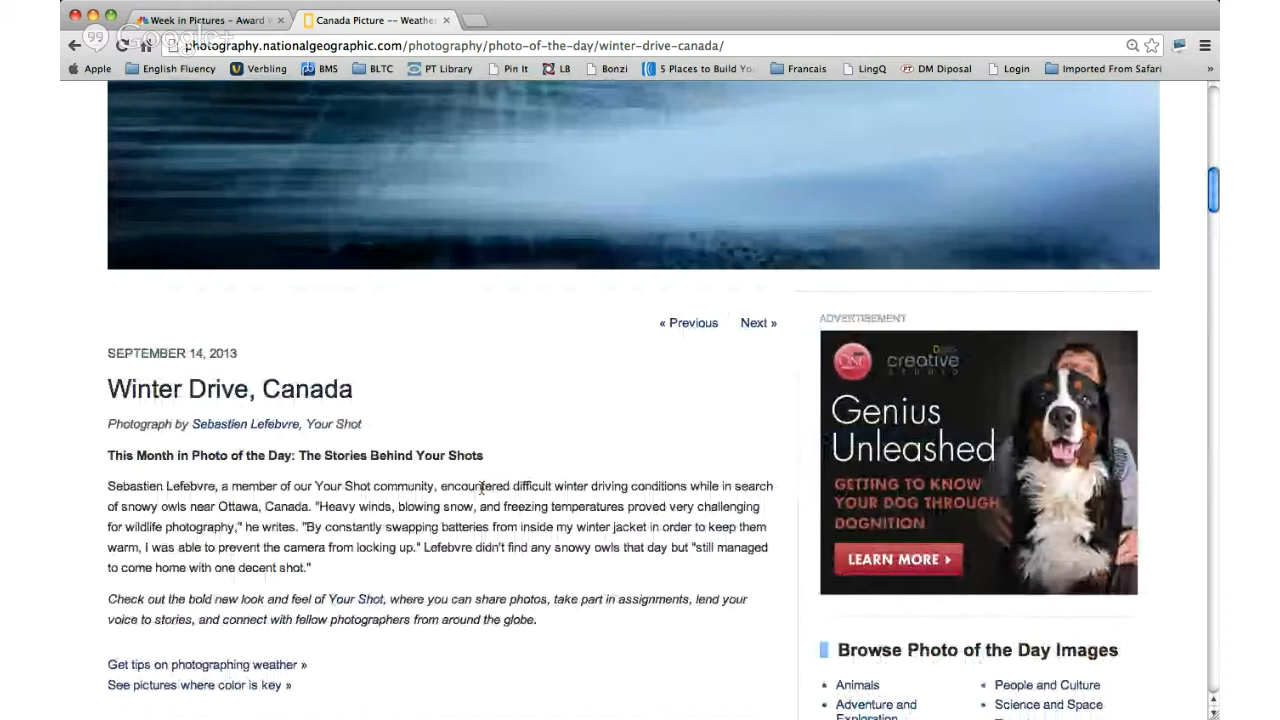 Week in Pictures - Award
Canada Picture -- Weathe
Google+
photography.nationalgeographic.com/photography/photo-of-the-day/winter-drive-canada/
Apple English Fluency Verbling BMS BLTC PT Library Pin It LB Bonzi 5 Places to Build Yo Francais LingQ DM Diposal Login Imported From Safari »
« Previous Next »
ADVERTISEMENT
SEPTEMBER 14, 2013
Winter Drive, Canada
Photograph by Sebastien Lefebvre, Your Shot
This Month in Photo of the Day: The Stories Behind Your Shots
Sebastien Lefebvre, a member of our Your Shot community, encountered difficult winter driving conditions while in search
of snowy owls near Ottawa, Canada. "Heavy winds, blowing snow, and freezing temperatures proved very challenging
for wildlife photography," he writes. "By constantly swapping batteries from inside my winter jacket in order to keep them
warm, I was able to prevent the camera from locking up." Lefebvre didn't find any snowy owls that day but "still managed
to come home with one decent shot."
Check out the bold new look and feel of Your Shot, where you can share photos, take part in assignments, lend your
voice to stories, and connect with fellow photographers from around the globe.
Get tips on photographing weather »
See pictures where color is key »
ONE creative
Genius
Unleashed
GETTING TO KNOW
YOUR DOG THROUGH
DOGNITION
LEARN MORE
Browse Photo of the Day Images
Animals People and Culture
Adventure and Science and Space
Exploration